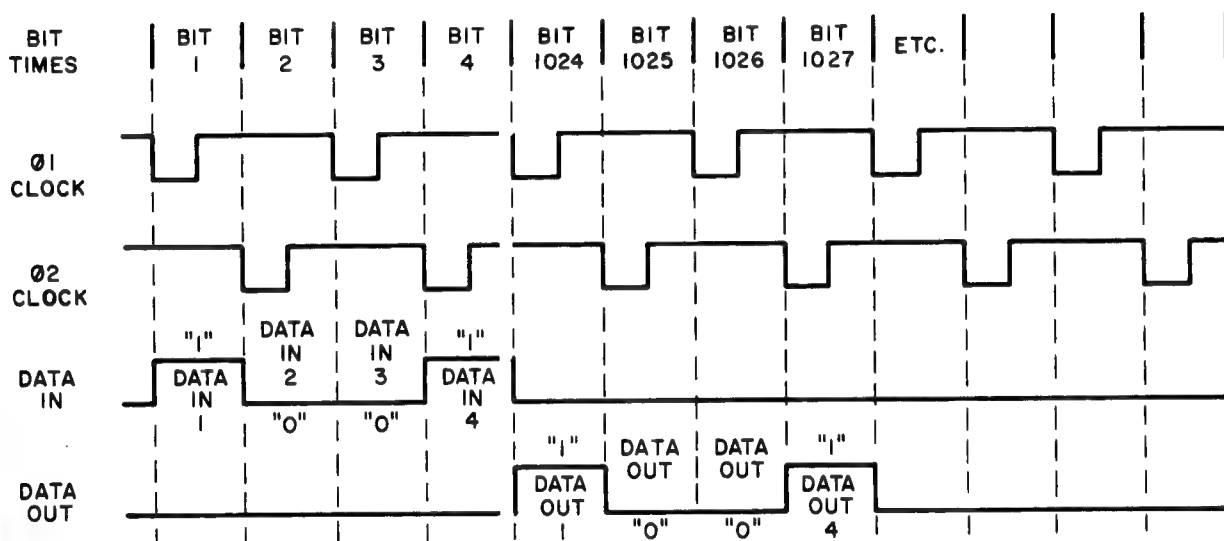 BIT TIMES
BIT 1
BIT 2
BIT 3
BIT 4
BIT 1024
BIT 1025
BIT 1026
BIT 1027
ETC.
Ø1 CLOCK
Ø2 CLOCK
DATA IN
"1"
DATA IN 1
DATA IN 2
"0"
DATA IN 3
"0"
"1"
DATA IN 4
DATA OUT
"1"
DATA OUT 1
DATA OUT
"0"
DATA OUT
"0"
"1"
DATA OUT 4